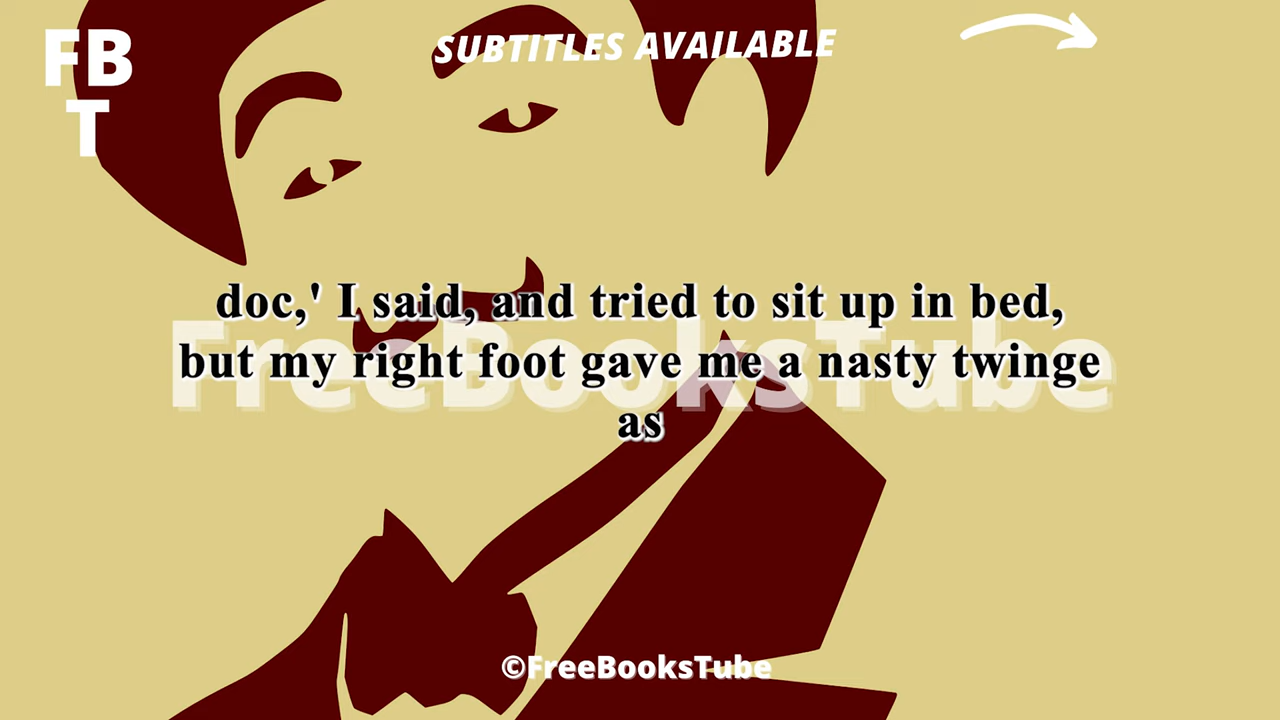 FB
T
SUBTITLES AVAILABLE
doc,' I said, and tried to sit up in bed,
but my right foot gave me a nasty twinge
as
FreeBooksTube
©FreeBooksTube